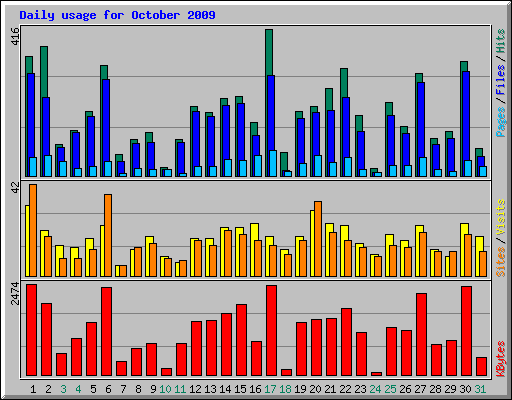 Daily usage for October 2009
416
Pages / Files / Hits
42
Sites / Visits
2474
KBytes
1 2 3 4 5 6 7 8 9 10 11 12 13 14 15 16 17 18 19 20 21 22 23 24 25 26 27 28 29 30 31